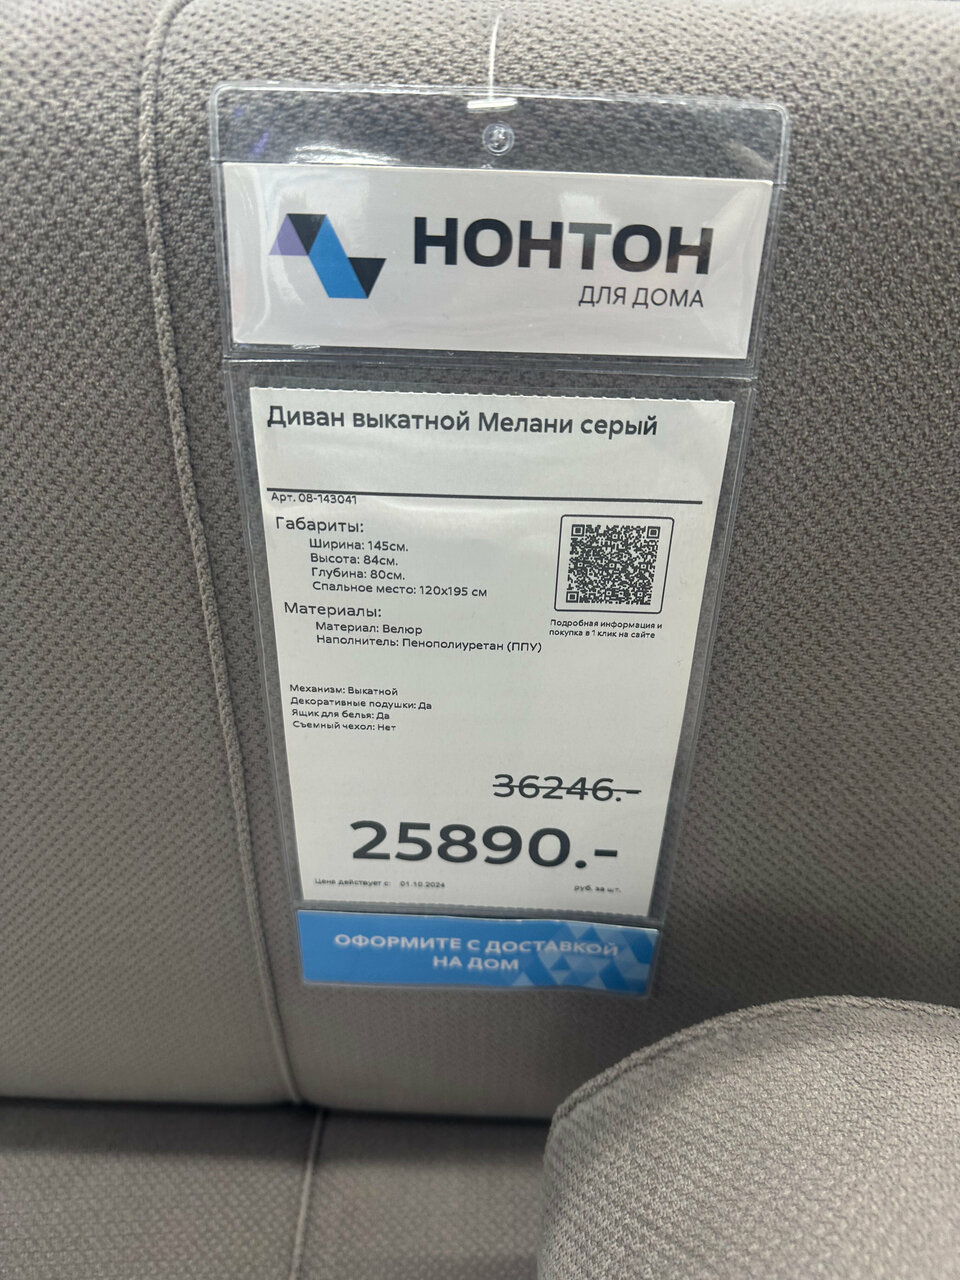 НОНТОН
ДЛЯ ДОМА
Диван выкатной Мелани серый
Арт. 08-143041
Габариты:
Ширина: 145см.
Высота: 84см.
Глубина: 80см.
Спальное место: 120х195 см
Подробная информация и
покупка в 1 клик на сайте
Материалы:
Материал: Велюр
Наполнитель: Пенополиуретан (ППУ)
Механизм: Выкатной
Декоративные подушки: Да
Ящик для белья: Да
Съемный чехол: Нет
36246.-
25890.-
Цена действует с: 01.10.2024
руб. за шт.
ОФОРМИТЕ С ДОСТАВКОЙ
НА ДОМ